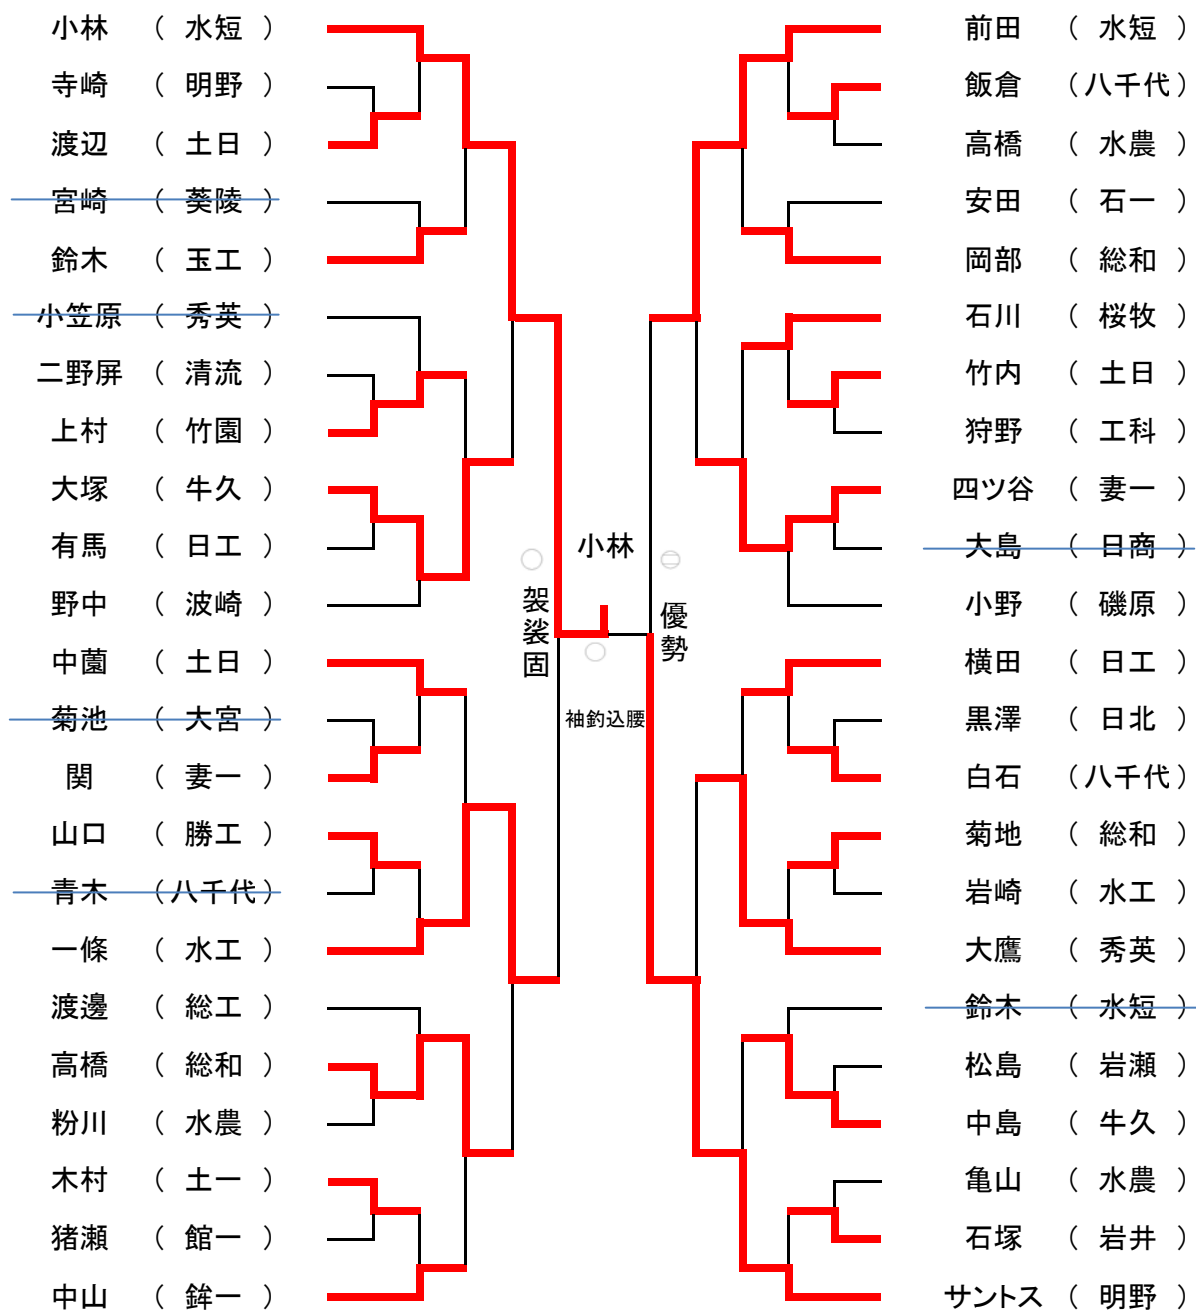 小林 ( 水短 )
寺崎 ( 明野 )
渡辺 ( 土日 )
宮崎 ( 葵陵 )
鈴木 ( 玉工 )
小笠原 ( 秀英 )
二野屏 ( 清流 )
上村 ( 竹園 )
大塚 ( 牛久 )
有馬 ( 日工 )
野中 ( 波崎 )
中薗 ( 土日 )
菊池 ( 大宮 )
関 ( 妻一 )
山口 ( 勝工 )
青木 (八千代)
一條 ( 水工 )
渡邊 ( 総工 )
高橋 ( 総和 )
粉川 ( 水農 )
木村 ( 土一 )
猪瀬 ( 館一 )
中山 ( 鉾一 )
小林
袈裟固
優勢
袖釣込腰
前田 ( 水短 )
飯倉 (八千代)
高橋 ( 水農 )
安田 ( 石一 )
岡部 ( 総和 )
石川 ( 桜牧 )
竹内 ( 土日 )
狩野 ( 工科 )
四ツ谷 ( 妻一 )
大島 ( 日商 )
小野 ( 磯原 )
横田 ( 日工 )
黒澤 ( 日北 )
白石 (八千代)
菊地 ( 総和 )
岩崎 ( 水工 )
大鷹 ( 秀英 )
鈴木 ( 水短 )
松島 ( 岩瀬 )
中島 ( 牛久 )
亀山 ( 水農 )
石塚 ( 岩井 )
サントス ( 明野 )